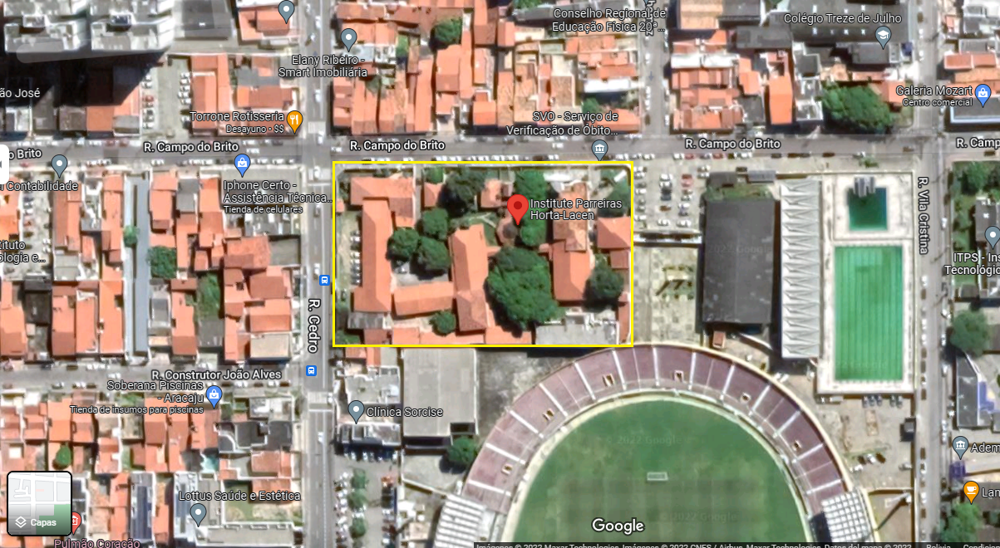 Conselho Regional de
Educação Física 20ª...
Colégio Treze de Julho
Elany Ribeiro -
Smart Imobiliária
ão José
Galeria Mozart
Centro comercial
Torrone Rotisseria
Desayuno · $$
SVO - Serviço de
Verificação de Óbito...
R. Campo do Brito
R. Campo do Brito
R. Campo do Brito
R. Camp
o Brito
Contabilidade
Iphone Certo -
Assistência Técnica...
Tienda de celulares
Institute Parreiras
Horta-Lacen
R. Vila Cristina
tituto
ologia e...
ITPS - Ins
Tecnológic
R. Cedro
R. Construtor João Alves
Soberana Piscinas
- Aracaju
Tienda de insumos para piscinas
Clínica Sorcise
© 2022 Google
Adem
Lan
Lottus Saúde e Estética
Capas
Pulmão Coração
Google
© 2022 Google
Imágenes © 2022 Maxar Technologies, Imágenes © 2022 CNES / Airbus, Maxar Technologies, Datos del mapa © 2022 Bolivia Condicio